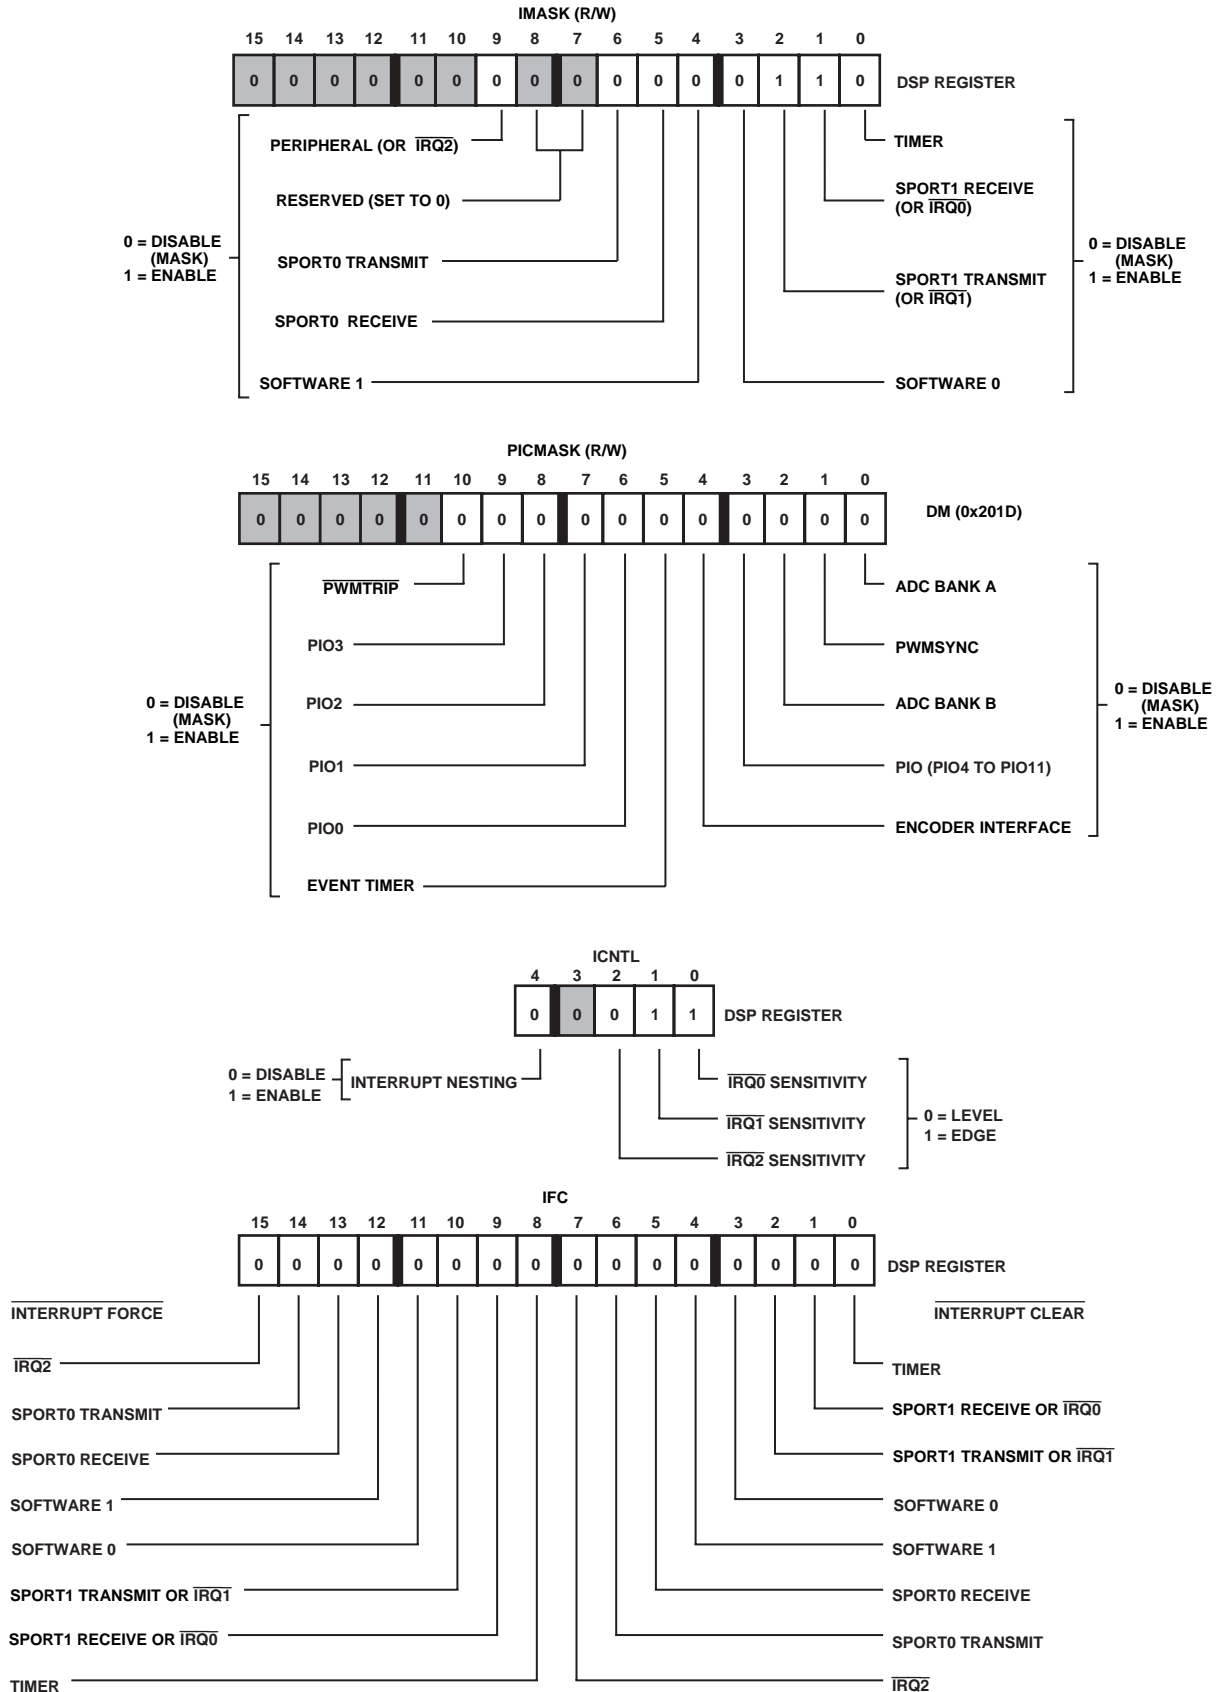 IMASK (R/W)
15 14 13 12 11 10 9 8 7 6 5 4 3 2 1 0
0 0 0 0 0 0 0 0 0 0 0 0 0 1 1 0 DSP REGISTER
PERIPHERAL (OR IRQ2)
TIMER
RESERVED (SET TO 0)
SPORT1 RECEIVE
(OR IRQ0)
0 = DISABLE
(MASK)
1 = ENABLE
SPORT0 TRANSMIT
SPORT1 TRANSMIT
(OR IRQ1)
0 = DISABLE
(MASK)
1 = ENABLE
SPORT0 RECEIVE
SOFTWARE 1
SOFTWARE 0
PICMASK (R/W)
15 14 13 12 11 10 9 8 7 6 5 4 3 2 1 0
0 0 0 0 0 0 0 0 0 0 0 0 0 0 0 0 DM (0x201D)
PWMTRIP
ADC BANK A
PIO3
PWMSYNC
0 = DISABLE
(MASK)
1 = ENABLE
PIO2
ADC BANK B
0 = DISABLE
(MASK)
1 = ENABLE
PIO1
PIO (PIO4 TO PIO11)
PIO0
ENCODER INTERFACE
EVENT TIMER
ICNTL
4 3 2 1 0
0 0 0 1 1 DSP REGISTER
0 = DISABLE
1 = ENABLE
INTERRUPT NESTING
IRQ0 SENSITIVITY
IRQ1 SENSITIVITY
IRQ2 SENSITIVITY
0 = LEVEL
1 = EDGE
IFC
15 14 13 12 11 10 9 8 7 6 5 4 3 2 1 0
0 0 0 0 0 0 0 0 0 0 0 0 0 0 0 0 DSP REGISTER
INTERRUPT FORCE
INTERRUPT CLEAR
IRQ2
TIMER
SPORT0 TRANSMIT
SPORT1 RECEIVE OR IRQ0
SPORT0 RECEIVE
SPORT1 TRANSMIT OR IRQ1
SOFTWARE 1
SOFTWARE 0
SOFTWARE 0
SOFTWARE 1
SPORT1 TRANSMIT OR IRQ1
SPORT0 RECEIVE
SPORT1 RECEIVE OR IRQ0
SPORT0 TRANSMIT
TIMER
IRQ2